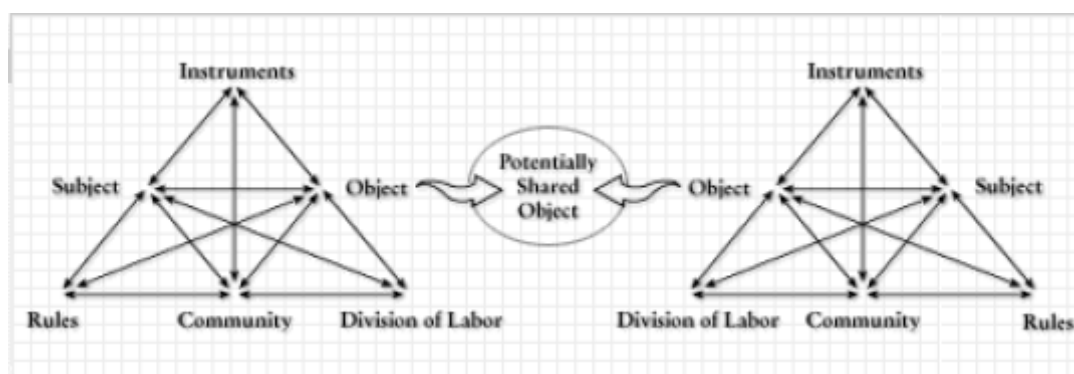 Instruments
Instruments
Subject
Object
Potentially
Shared
Object
Object
Subject
Rules
Community
Division of Labor
Division of Labor
Community
Rules